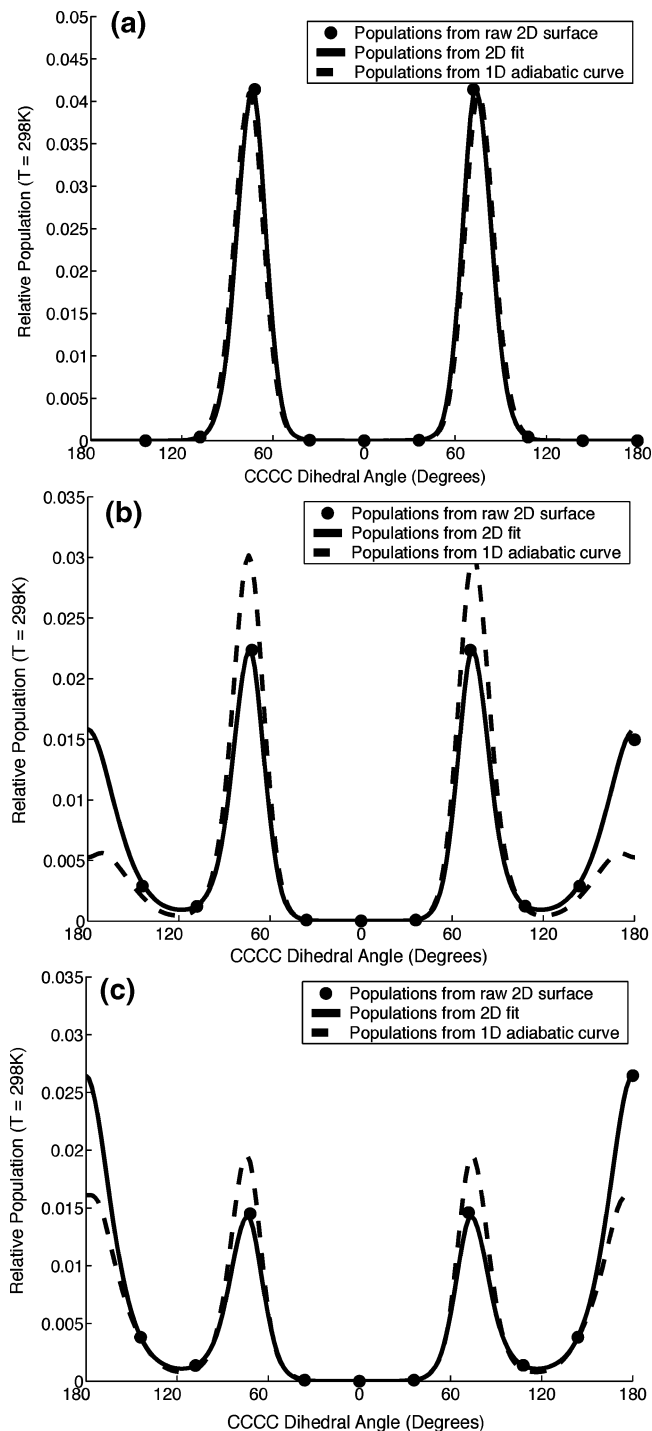 (a)
Populations from raw 2D surface
Populations from 2D fit
Populations from 1D adiabatic curve
Relative Population (T = 298K)
0.05
0.045
0.04
0.035
0.03
0.025
0.02
0.015
0.01
0.005
0
180 120 60 0 60 120 180
CCCC Dihedral Angle (Degrees)
(b)
Populations from raw 2D surface
Populations from 2D fit
Populations from 1D adiabatic curve
Relative Population (T = 298K)
0.035
0.03
0.025
0.02
0.015
0.01
0.005
0
180 120 60 0 60 120 180
CCCC Dihedral Angle (Degrees)
(c)
Populations from raw 2D surface
Populations from 2D fit
Populations from 1D adiabatic curve
Relative Population (T = 298K)
0.035
0.03
0.025
0.02
0.015
0.01
0.005
0
180 120 60 0 60 120 180
CCCC Dihedral Angle (Degrees)